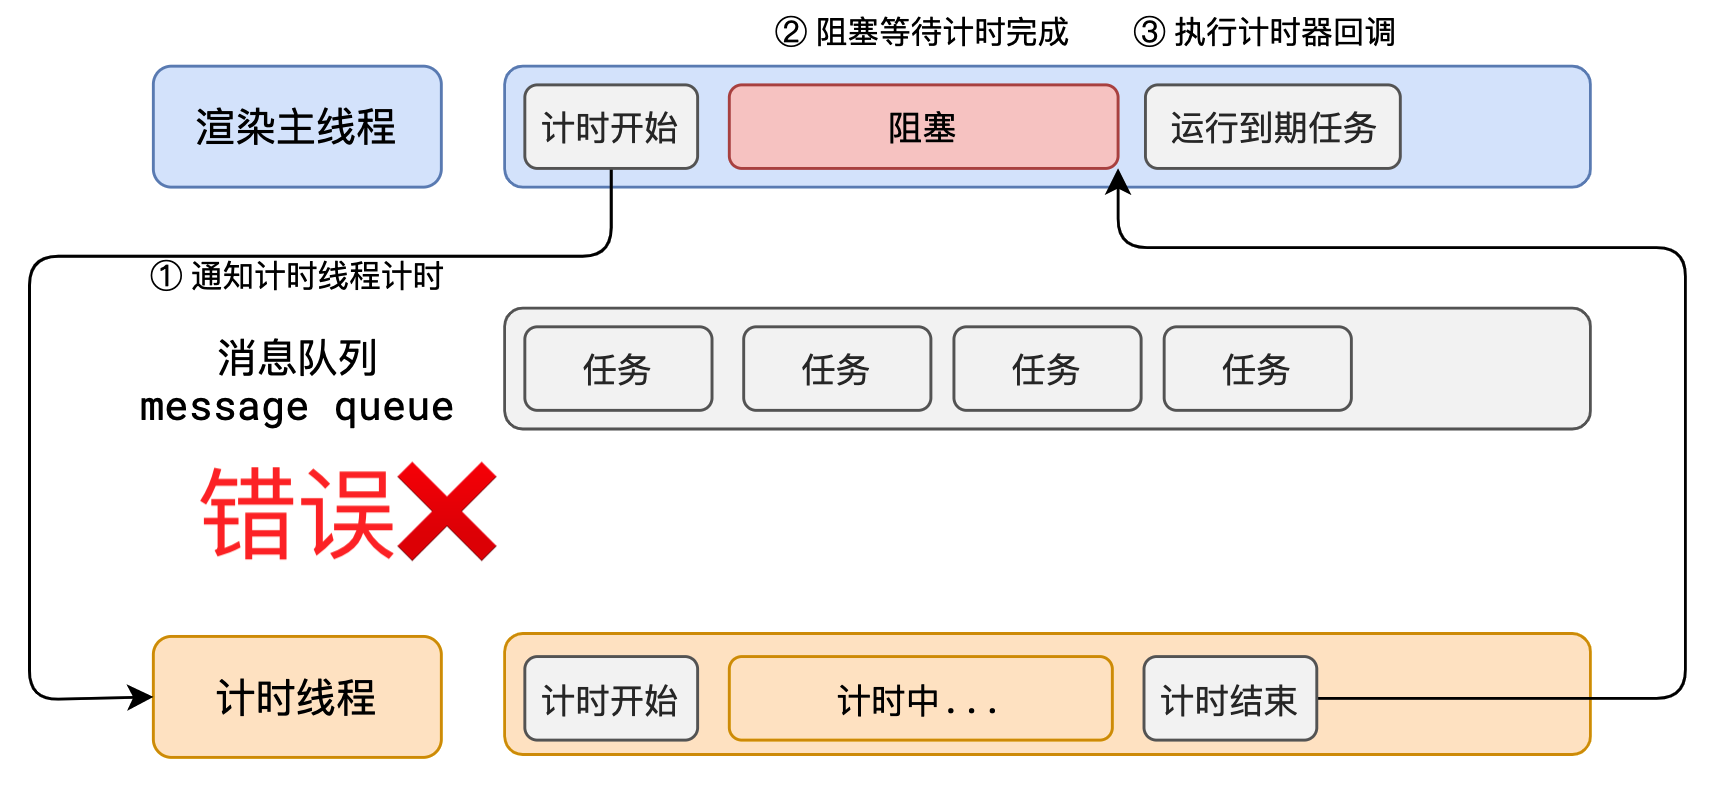 ② 阻塞等待计时完成
③ 执行计时器回调
渲染主线程
计时开始
阻塞
运行到期任务
① 通知计时线程计时
消息队列
message queue
任务
任务
任务
任务
错误❌
计时线程
计时开始
计时中...
计时结束